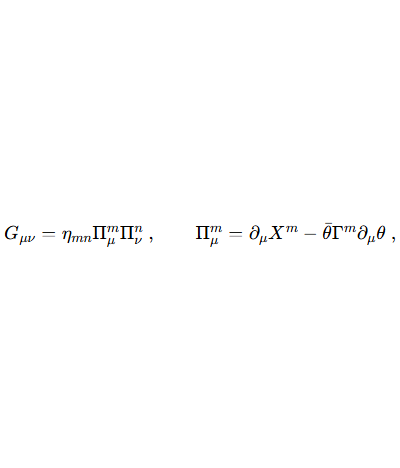 G_{\mu\nu} = \eta_{mn} \Pi^m_\mu \Pi^n_\nu , \qquad \Pi^m_\mu = \partial_\mu X^m - \bar{\theta} \Gamma^m \partial_\mu \theta ,